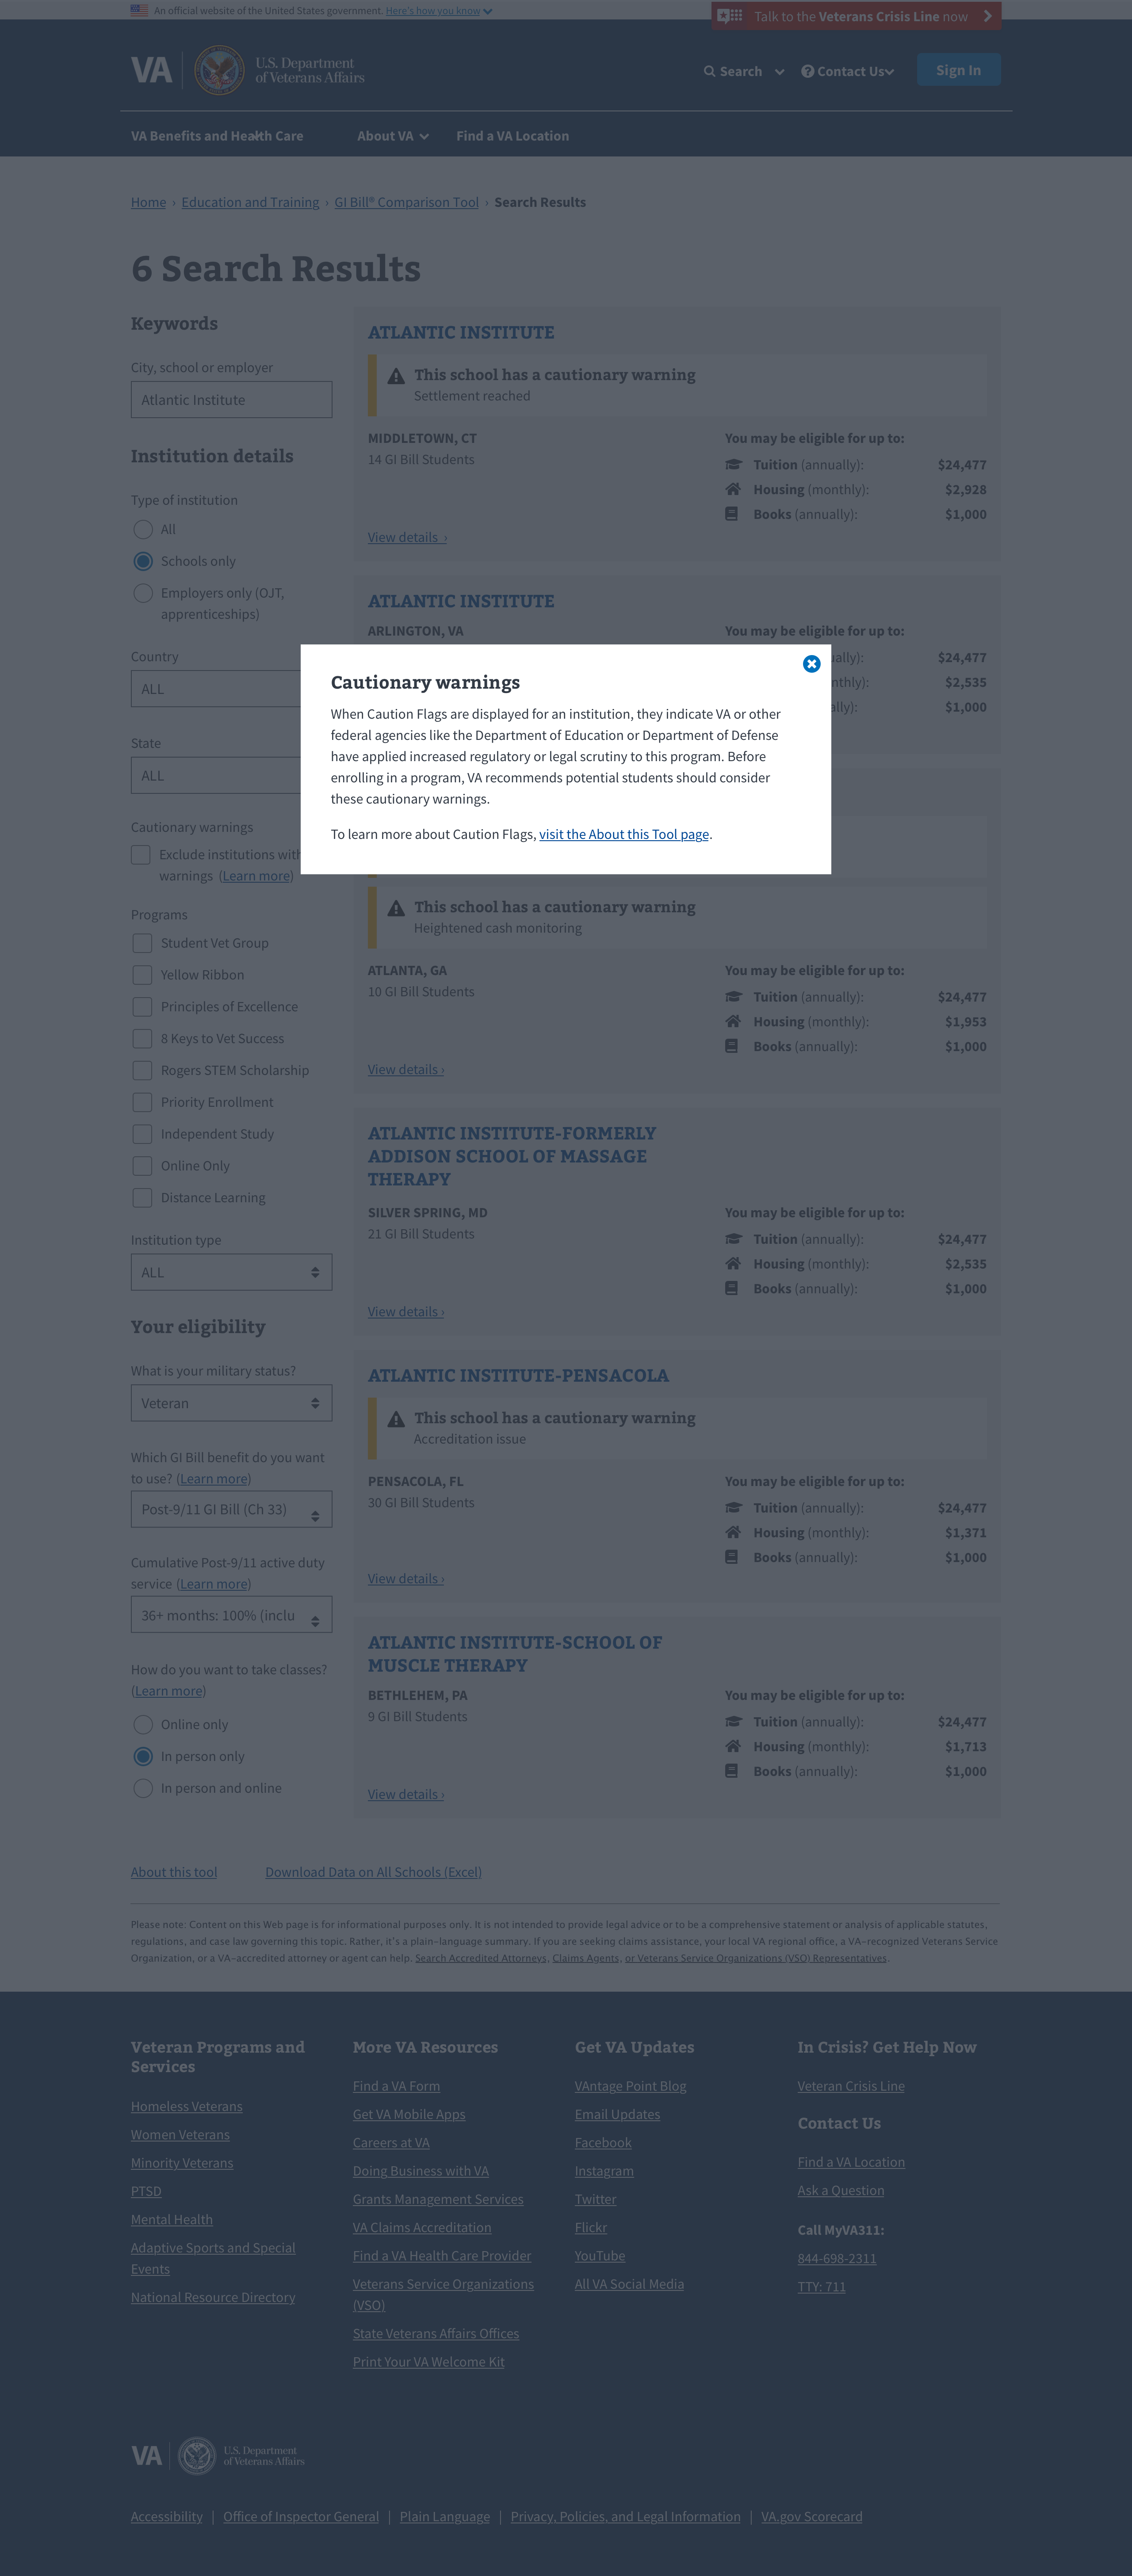 An official website of the United States government. Here's how you know
Talk to the Veterans Crisis Line now
VA
U.S. Department
of Veterans Affairs
Search
Contact Us
Sign In
VA Benefits and Health Care
About VA
Find a VA Location
Home › Education and Training › GI Bill® Comparison Tool › Search Results
6 Search Results
Keywords
City, school or employer
Atlantic Institute
Institution details
Type of institution
All
Schools only
Employers only (OJT,
apprenticeships)
Country
ALL
State
ALL
Cautionary warnings
Exclude institutions with
warnings (Learn more)
Programs
Student Vet Group
Yellow Ribbon
Principles of Excellence
8 Keys to Vet Success
Rogers STEM Scholarship
Priority Enrollment
Independent Study
Online Only
Distance Learning
Institution type
ALL
Your eligibility
What is your military status?
Veteran
Which GI Bill benefit do you want
to use? (Learn more)
Post-9/11 GI Bill (Ch 33)
Cumulative Post-9/11 active duty
service (Learn more)
36+ months: 100% (inclu
How do you want to take classes?
(Learn more)
Online only
In person only
In person and online
ATLANTIC INSTITUTE
This school has a cautionary warning
Settlement reached
MIDDLETOWN, CT
14 GI Bill Students
You may be eligible for up to:
Tuition (annually): $24,477
Housing (monthly): $2,928
Books (annually): $1,000
View details ›
ATLANTIC INSTITUTE
ARLINGTON, VA
You may be eligible for up to:
ually): $24,477
nthly): $2,535
ally): $1,000
Cautionary warnings
When Caution Flags are displayed for an institution, they indicate VA or other
federal agencies like the Department of Education or Department of Defense
have applied increased regulatory or legal scrutiny to this program. Before
enrolling in a program, VA recommends potential students should consider
these cautionary warnings.
To learn more about Caution Flags, visit the About this Tool page.
This school has a cautionary warning
Heightened cash monitoring
ATLANTA, GA
10 GI Bill Students
You may be eligible for up to:
Tuition (annually): $24,477
Housing (monthly): $1,953
Books (annually): $1,000
View details ›
ATLANTIC INSTITUTE-FORMERLY
ADDISON SCHOOL OF MASSAGE
THERAPY
SILVER SPRING, MD
21 GI Bill Students
You may be eligible for up to:
Tuition (annually): $24,477
Housing (monthly): $2,535
Books (annually): $1,000
View details ›
ATLANTIC INSTITUTE-PENSACOLA
This school has a cautionary warning
Accreditation issue
PENSACOLA, FL
30 GI Bill Students
You may be eligible for up to:
Tuition (annually): $24,477
Housing (monthly): $1,371
Books (annually): $1,000
View details ›
ATLANTIC INSTITUTE-SCHOOL OF
MUSCLE THERAPY
BETHLEHEM, PA
9 GI Bill Students
You may be eligible for up to:
Tuition (annually): $24,477
Housing (monthly): $1,713
Books (annually): $1,000
View details ›
About this tool
Download Data on All Schools (Excel)
Please note: Content on this Web page is for informational purposes only. It is not intended to provide legal advice or to be a comprehensive statement or analysis of applicable statutes,
regulations, and case law governing this topic. Rather, it's a plain-language summary. If you are seeking claims assistance, your local VA regional office, a VA-recognized Veterans Service
Organization, or a VA-accredited attorney or agent can help. Search Accredited Attorneys, Claims Agents, or Veterans Service Organizations (VSO) Representatives.
Veteran Programs and
Services
Homeless Veterans
Women Veterans
Minority Veterans
PTSD
Mental Health
Adaptive Sports and Special
Events
National Resource Directory
More VA Resources
Find a VA Form
Get VA Mobile Apps
Careers at VA
Doing Business with VA
Grants Management Services
VA Claims Accreditation
Find a VA Health Care Provider
Veterans Service Organizations
(VSO)
State Veterans Affairs Offices
Print Your VA Welcome Kit
Get VA Updates
VAntage Point Blog
Email Updates
Facebook
Instagram
Twitter
Flickr
YouTube
All VA Social Media
In Crisis? Get Help Now
Veteran Crisis Line
Contact Us
Find a VA Location
Ask a Question
Call MyVA311:
844-698-2311
TTY: 711
VA
U.S. Department
of Veterans Affairs
Accessibility | Office of Inspector General | Plain Language | Privacy, Policies, and Legal Information | VA.gov Scorecard